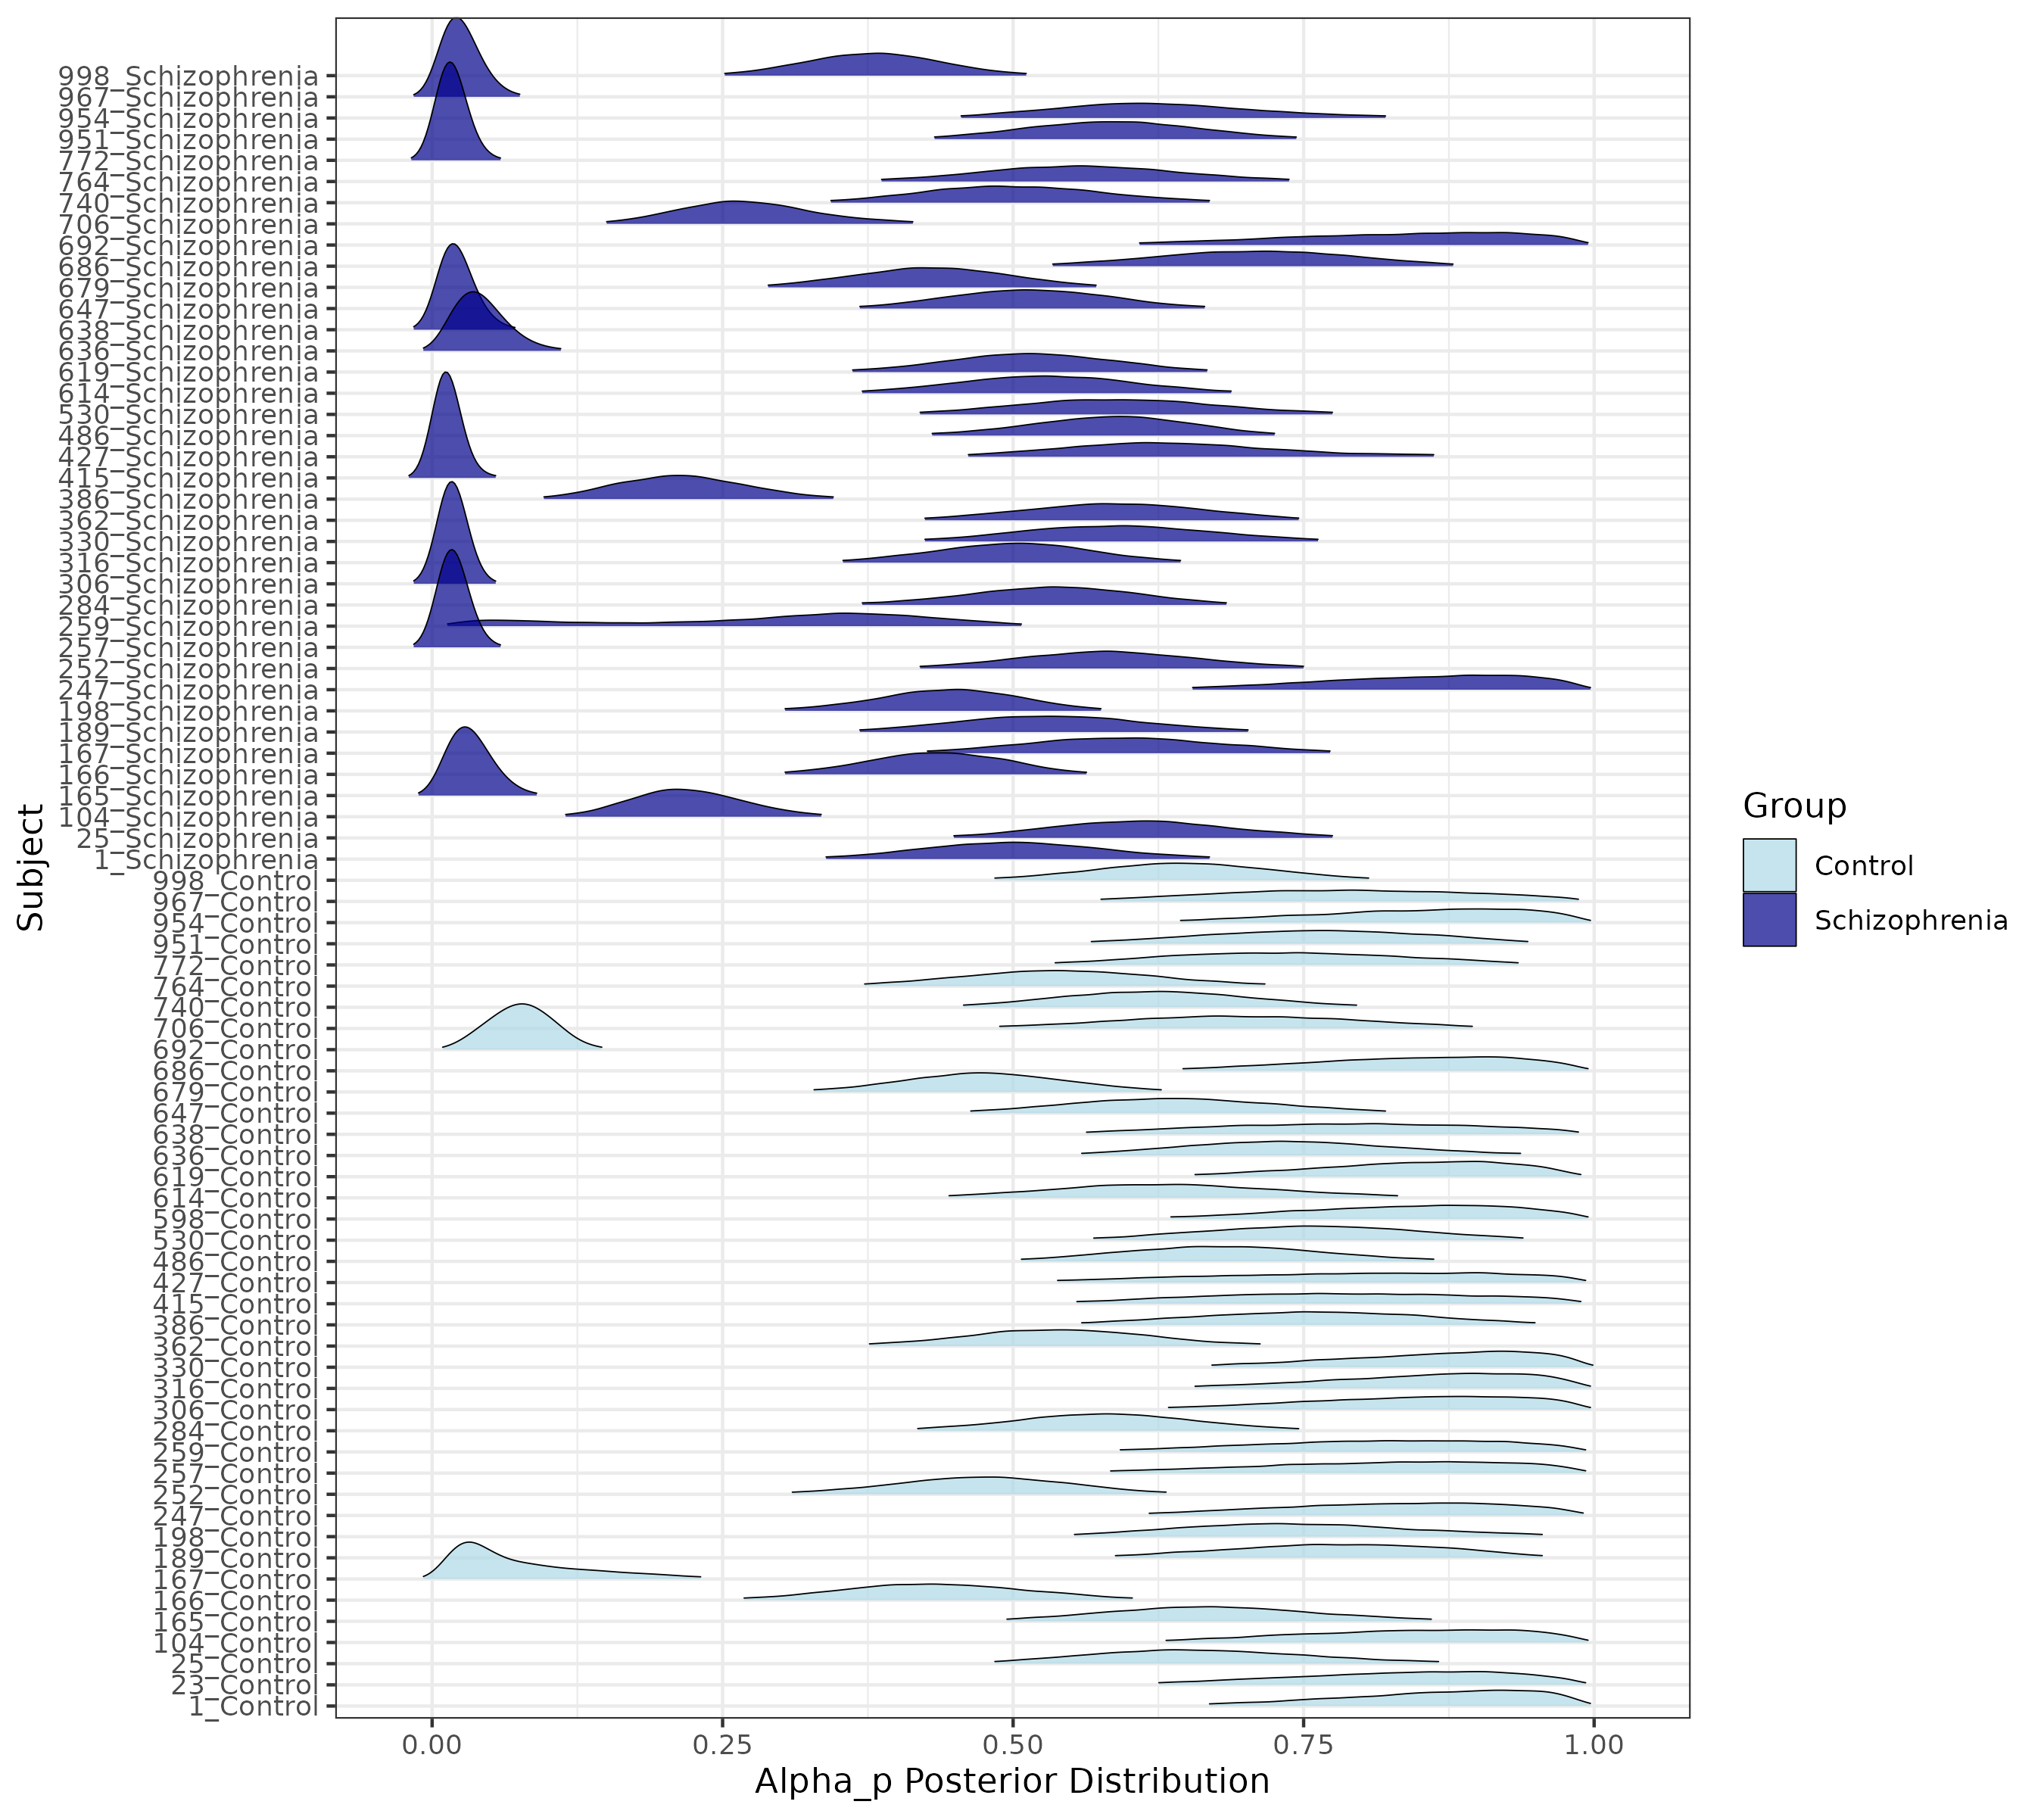 998_Schizophrenia
967_Schizophrenia
954_Schizophrenia
951_Schizophrenia
772_Schizophrenia
764_Schizophrenia
740_Schizophrenia
706_Schizophrenia
692_Schizophrenia
686_Schizophrenia
679_Schizophrenia
647_Schizophrenia
638_Schizophrenia
636_Schizophrenia
619_Schizophrenia
614_Schizophrenia
530_Schizophrenia
486_Schizophrenia
427_Schizophrenia
415_Schizophrenia
386_Schizophrenia
362_Schizophrenia
330_Schizophrenia
316_Schizophrenia
306_Schizophrenia
284_Schizophrenia
259_Schizophrenia
257_Schizophrenia
252_Schizophrenia
247_Schizophrenia
198_Schizophrenia
189_Schizophrenia
167_Schizophrenia
166_Schizophrenia
165_Schizophrenia
104_Schizophrenia
25_Schizophrenia
1_Schizophrenia
998_Control
967_Control
954_Control
951_Control
772_Control
764_Control
740_Control
706_Control
692_Control
686_Control
679_Control
647_Control
638_Control
636_Control
619_Control
614_Control
598_Control
530_Control
486_Control
427_Control
415_Control
386_Control
362_Control
330_Control
316_Control
306_Control
284_Control
259_Control
257_Control
252_Control
247_Control
198_Control
189_Control
167_Control
166_Control
165_Control
104_Control
25_Control
23_Control
1_Control
Subject
0.00 0.25 0.50 0.75 1.00
Alpha_p Posterior Distribution
Group
Control
Schizophrenia